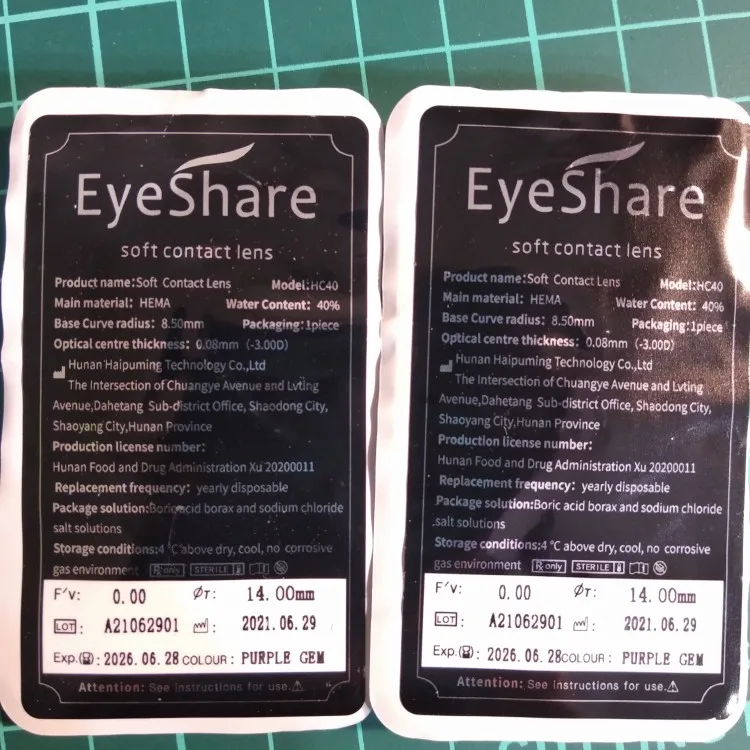 EyeShare
soft contact lens
Product name:Soft Contact Lens Model:HC40
Main material: HEMA Water Content: 40%
Base Curve radius: 8.50mm Packaging:1piece
Optical centre thickness: 0.08mm (-3.00D)
Hunan Haipuming Technology Co.,Ltd
The Intersection of Chuangye Avenue and Lvting
Avenue,Dahetang Sub-district Office, Shaodong City,
Shaoyang City,Hunan Province
Production license number:
Hunan Food and Drug Administration Xu 20200011
Replacement frequency: yearly disposable
Package solution:Boric acid borax and sodium chloride
salt solutions
Storage conditions:4 °C above dry, cool, no corrosive
gas environment Rx only STERILE
F'v: 0.00 ØT: 14.00mm
LOT: A21062901 : 2021.06.29
Exp.(): 2026.06.28 COLOUR: PURPLE GEM
Attention: See instructions for use.
EyeShare
soft contact lens
Product name:Soft Contact Lens Model:HC40
Main material: HEMA Water Content: 40%
Base Curve radius: 8.50mm Packaging:1piece
Optical centre thickness: 0.08mm (-3.00D)
Hunan Haipuming Technology Co.,Ltd
The Intersection of Chuangye Avenue and Lvting
Avenue,Dahetang Sub-district Office, Shaodong City,
Shaoyang City,Hunan Province
Production license number:
Hunan Food and Drug Administration Xu 20200011
Replacement frequency: yearly disposable
Package solution:Boric acid borax and sodium chloride
salt solutions
Storage conditions:4 °C above dry, cool, no corrosive
gas environment Rx only STERILE
F'v: 0.00 ØT: 14.00mm
LOT: A21062901 : 2021.06.29
Exp.(): 2026.06.28COLOUR: PURPLE GEM
Attention: See instructions for use.